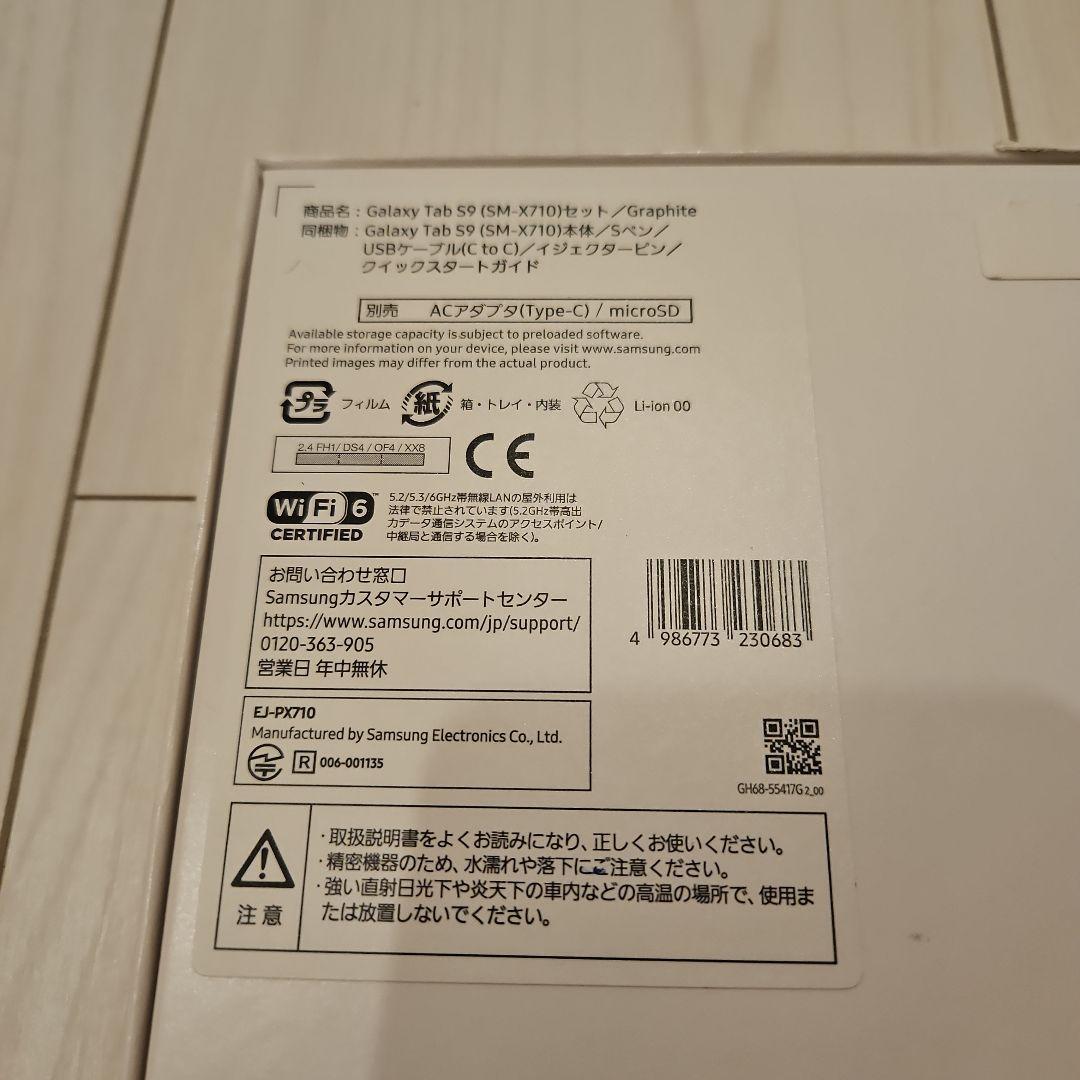 商品名：Galaxy Tab S9 (SM-X710)セット／Graphite
同梱物：Galaxy Tab S9 (SM-X710)本体／Sペン／
USBケーブル(C to C)／イジェクターピン／
クイックスタートガイド
別売 ACアダプタ(Type-C) / microSD
Available storage capacity is subject to preloaded software.
For more information on your device, please visit www.samsung.com
Printed images may differ from the actual product.
プラ フィルム 紙 箱・トレイ・内装 Li-ion 00
2.4 FH1/ DS4 / OF4 / XX8 CE
Wi Fi 6 ™
CERTIFIED
5.2/5.3/6GHz帯無線LANの屋外利用は
法律で禁止されています(5.2GHz帯高出
力データ通信システムのアクセスポイント/
中継局と通信する場合を除く)。
お問い合わせ窓口
Samsungカスタマーサポートセンター
https://www.samsung.com/jp/support/
0120-363-905
営業日 年中無休
4 986773 230683
EJ-PX710
Manufactured by Samsung Electronics Co., Ltd.
R 006-001135
GH68-55417G 2_00
注意
・取扱説明書をよくお読みになり、正しくお使いください。
・精密機器のため、水濡れや落下にご注意ください。
・強い直射日光下や炎天下の車内などの高温の場所で、使用ま
たは放置しないでください。